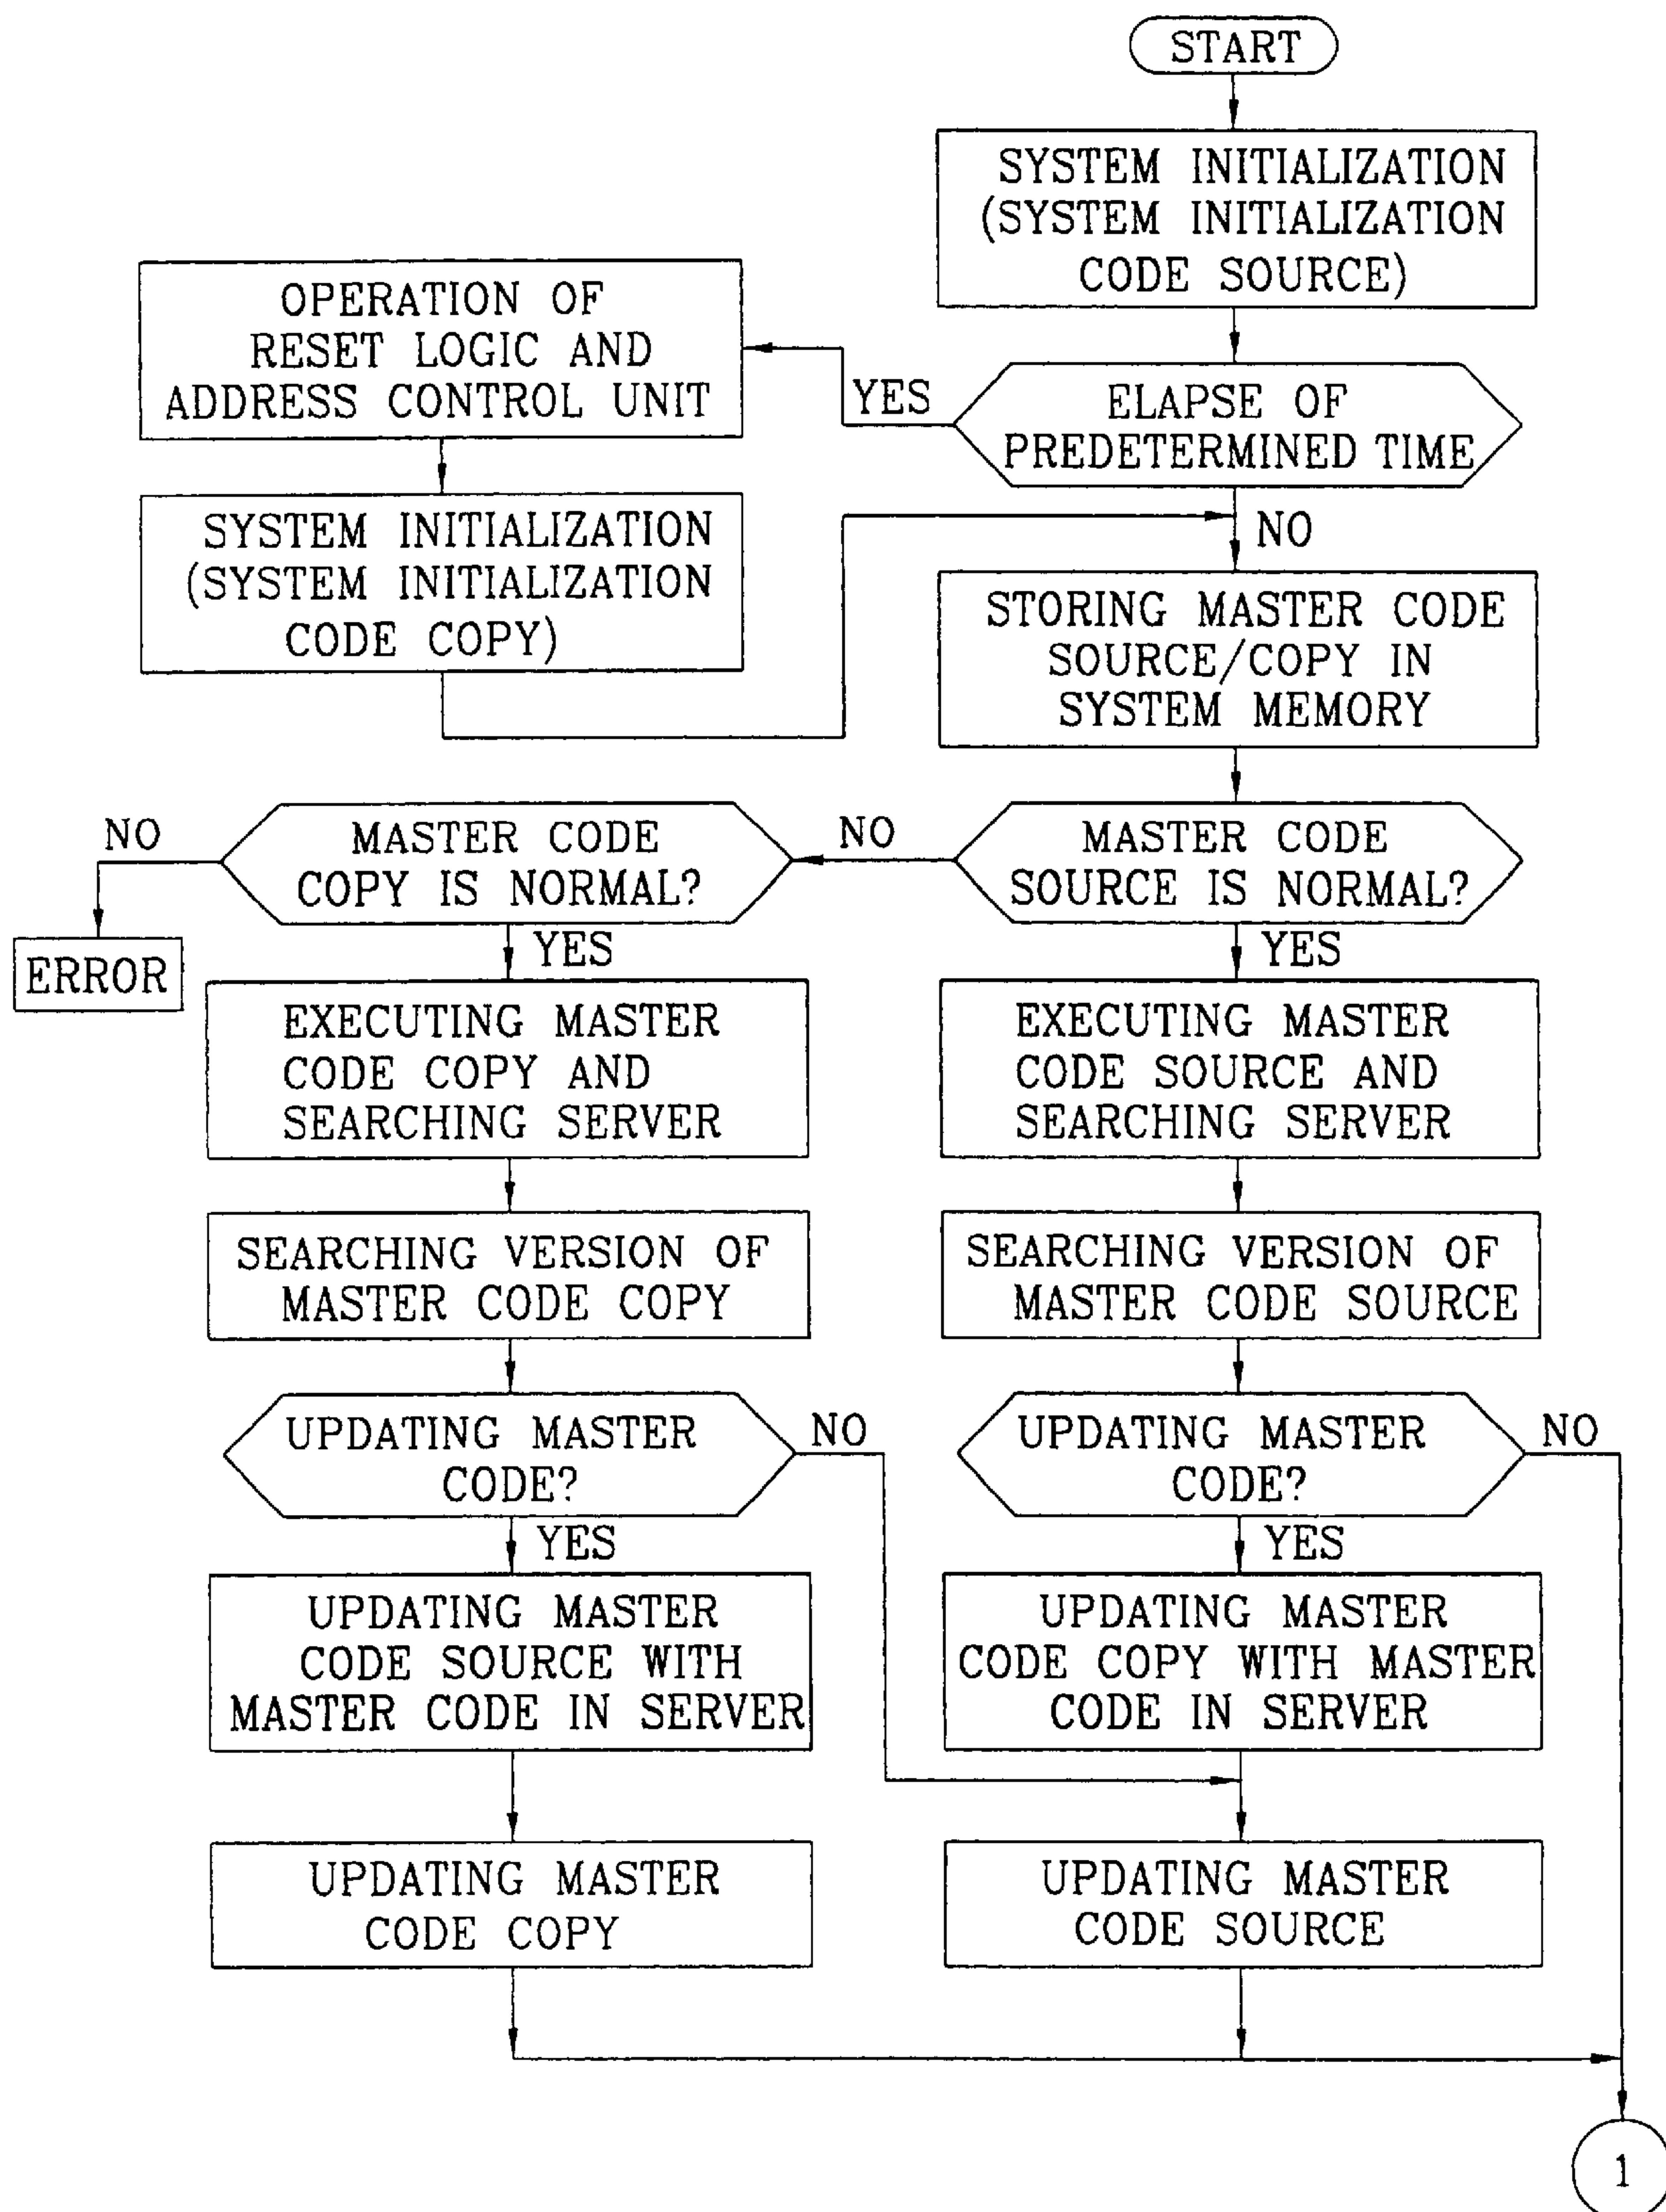 START
SYSTEM INITIALIZATION
(SYSTEM INITIALIZATION
CODE SOURCE)
OPERATION OF
RESET LOGIC AND
ADDRESS CONTROL UNIT
YES
ELAPSE OF
PREDETERMINED TIME
SYSTEM INITIALIZATION
(SYSTEM INITIALIZATION
CODE COPY)
NO
STORING MASTER CODE
SOURCE/COPY IN
SYSTEM MEMORY
NO
MASTER CODE
COPY IS NORMAL?
NO
MASTER CODE
SOURCE IS NORMAL?
ERROR
YES
YES
EXECUTING MASTER
CODE COPY AND
SEARCHING SERVER
EXECUTING MASTER
CODE SOURCE AND
SEARCHING SERVER
SEARCHING VERSION OF
MASTER CODE COPY
SEARCHING VERSION OF
MASTER CODE SOURCE
UPDATING MASTER
CODE?
NO
UPDATING MASTER
CODE?
NO
YES
YES
UPDATING MASTER
CODE SOURCE WITH
MASTER CODE IN SERVER
UPDATING MASTER
CODE COPY WITH MASTER
CODE IN SERVER
UPDATING MASTER
CODE COPY
UPDATING MASTER
CODE SOURCE
1